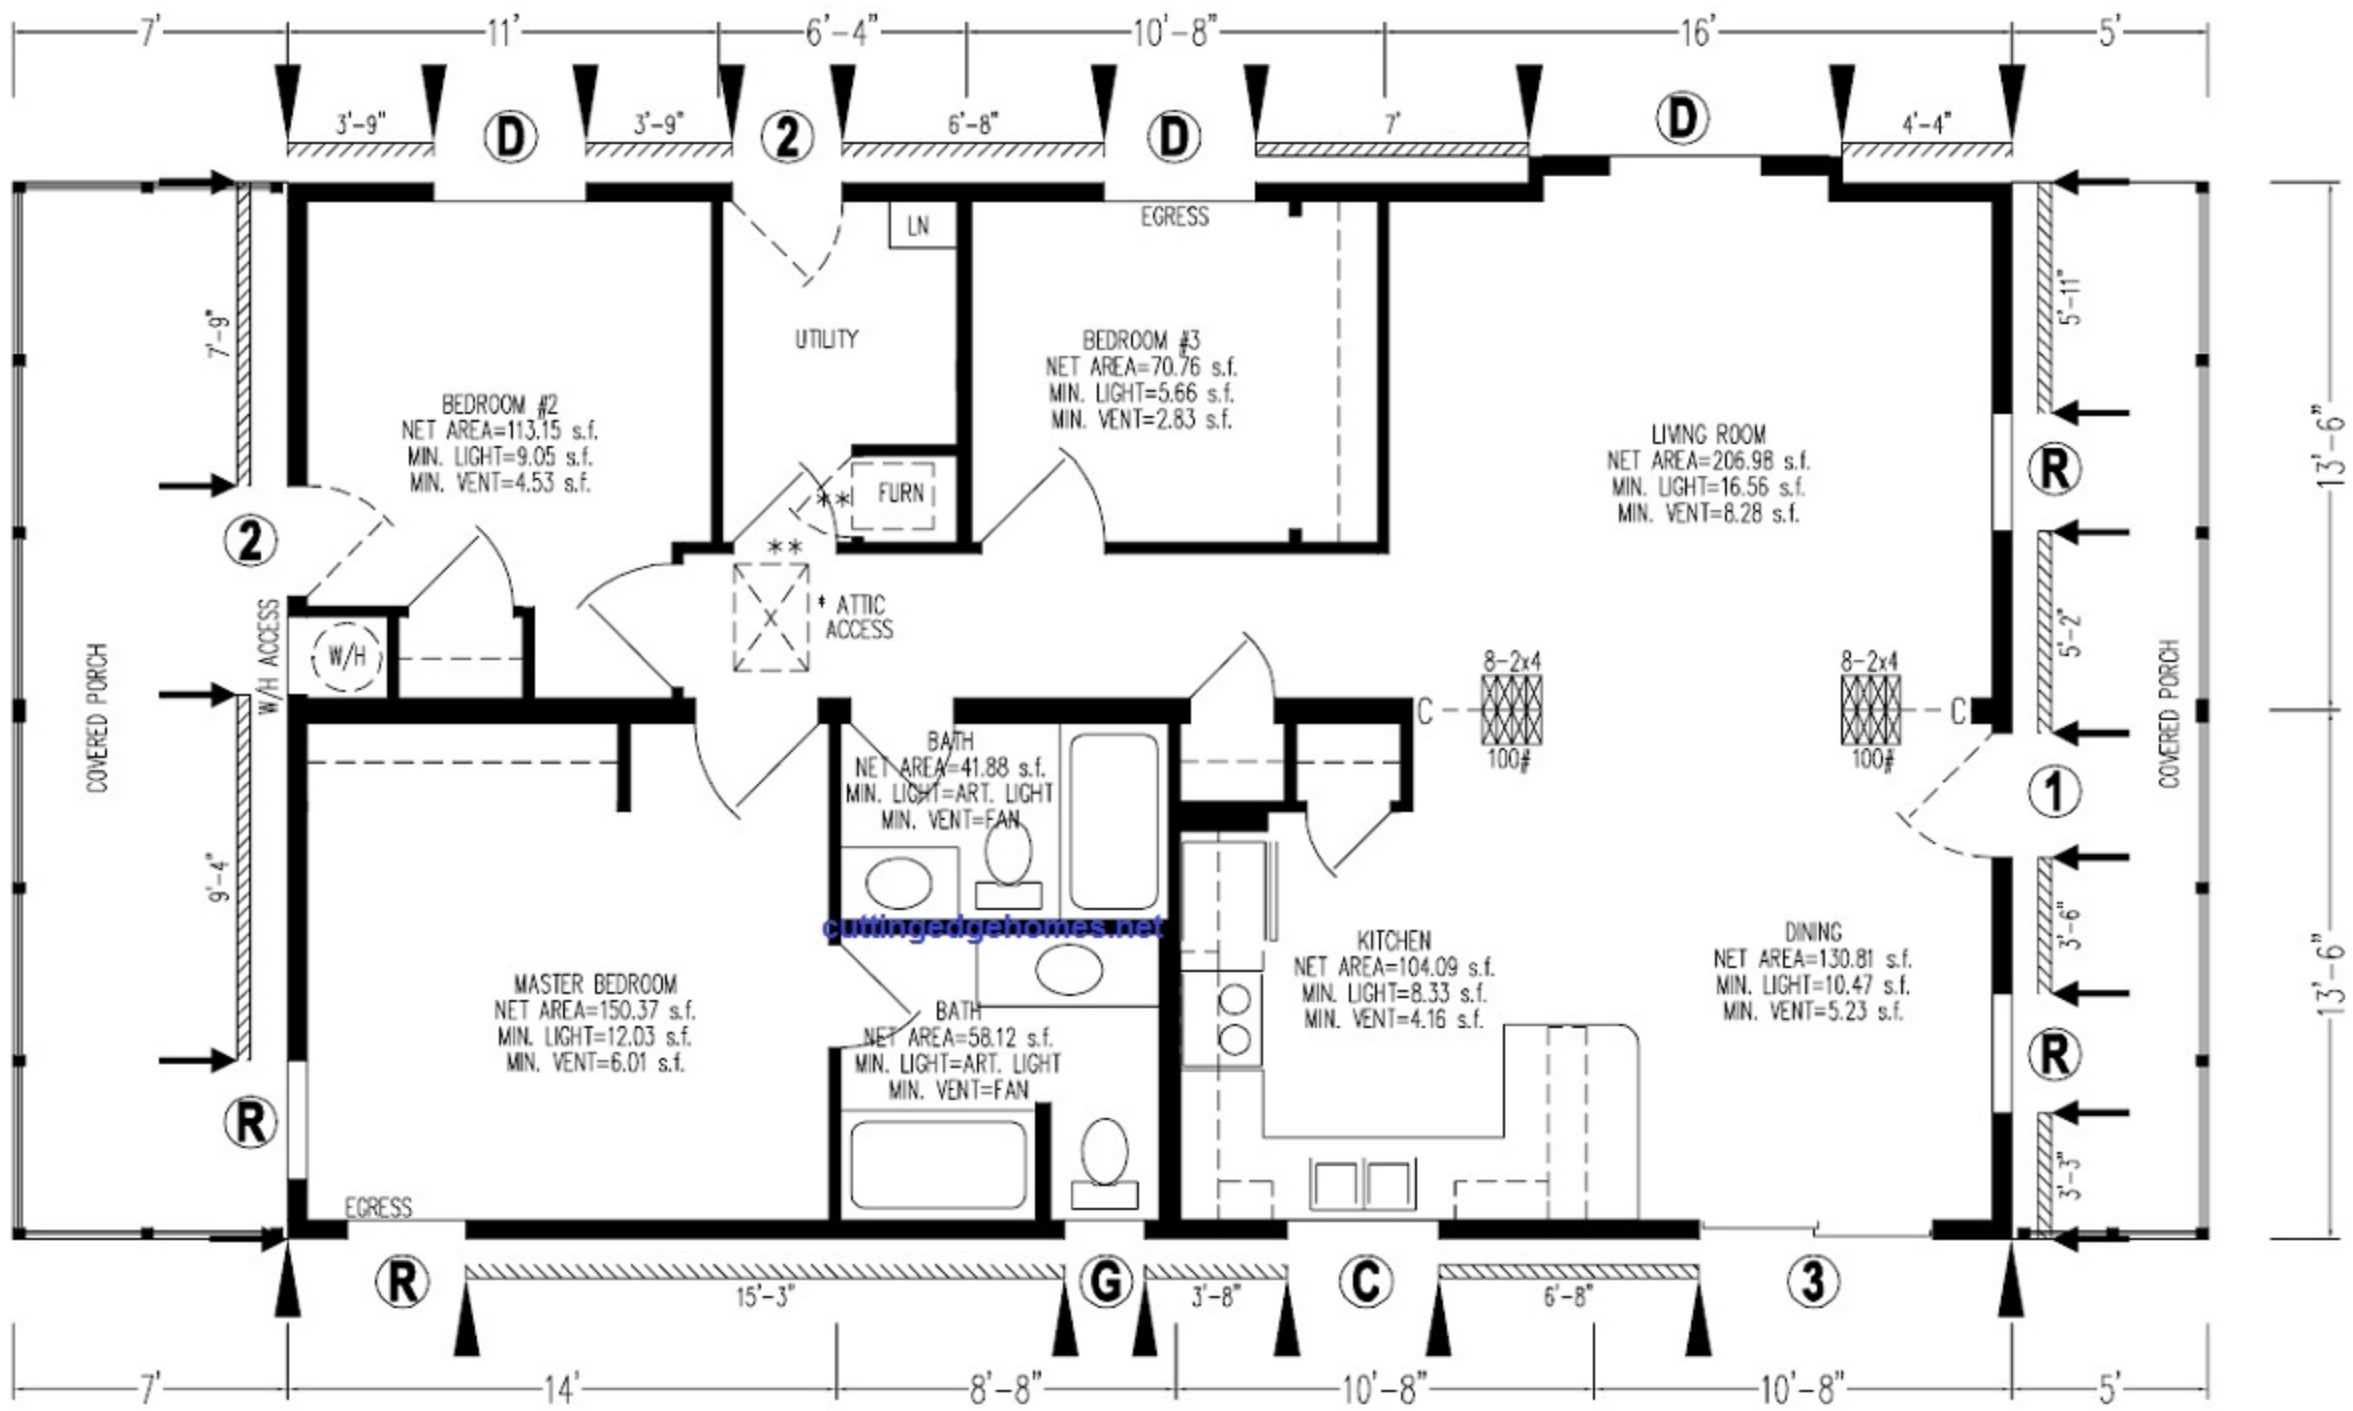 7' 11' 6'-4" 10'-8" 16' 5'
3'-9" D 3'-9" 2 6'-8" D 7' D 4'-4"
LN
EGRESS
UTILITY
7'-9"
5'-11"
13'-6"
BEDROOM #3
NET AREA=70.76 s.f.
MIN. LIGHT=5.66 s.f.
MIN. VENT=2.83 s.f.
BEDROOM #2
NET AREA=113.15 s.f.
MIN. LIGHT=9.05 s.f.
MIN. VENT=4.53 s.f.
LIVING ROOM
NET AREA=206.98 s.f.
MIN. LIGHT=16.56 s.f.
MIN. VENT=8.28 s.f.
R
** FURN
2
**
* ATTIC
ACCESS
W/H ACCESS
W/H
5'-2"
COVERED PORCH
8-2x4
8-2x4
C
C
100#
100#
COVERED PORCH
BATH
NET AREA=41.88 s.f.
MIN. LIGHT=ART. LIGHT
MIN. VENT=FAN
1
9'-4"
cuttingedgehomes.net
3'-6"
13'-6"
KITCHEN
NET AREA=104.09 s.f.
MIN. LIGHT=8.33 s.f.
MIN. VENT=4.16 s.f.
DINING
NET AREA=130.81 s.f.
MIN. LIGHT=10.47 s.f.
MIN. VENT=5.23 s.f.
MASTER BEDROOM
NET AREA=150.37 s.f.
MIN. LIGHT=12.03 s.f.
MIN. VENT=6.01 s.f.
BATH
NET AREA=58.12 s.f.
MIN. LIGHT=ART. LIGHT
MIN. VENT=FAN
R
R
3'-3"
EGRESS
R 15'-3" G 3'-8" C 6'-8" 3
7' 14' 8'-8" 10'-8" 10'-8" 5'